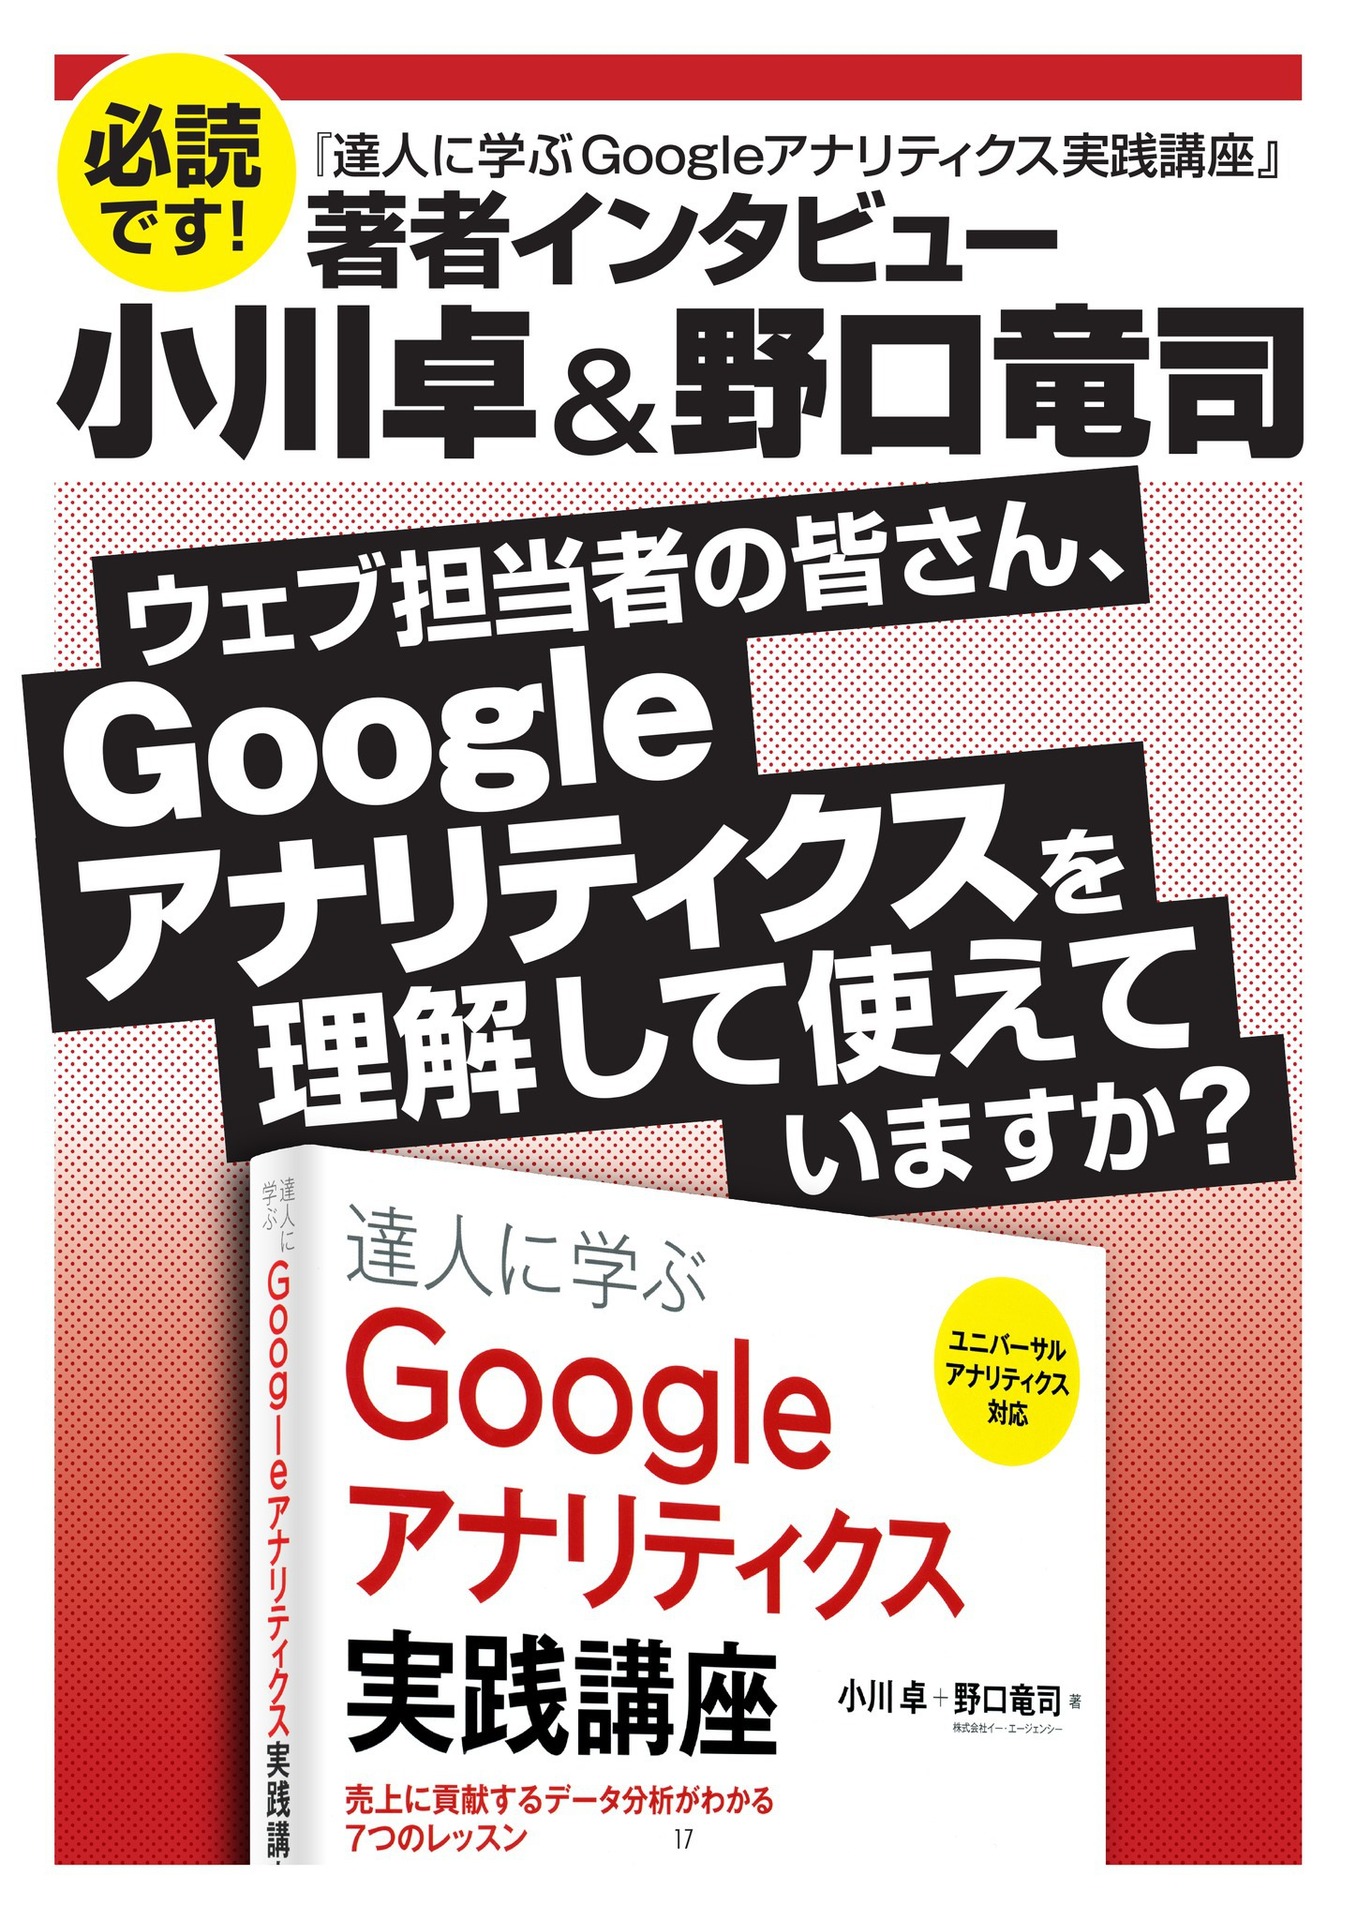 必読
です!
『達人に学ぶGoogleアナリティクス実践講座』
著者インタビュー
小川卓&野口竜司
ウェブ担当者の皆さん、
Google
アナリティクスを
理解して使えて
いますか?
達人に
学ぶ
Googleアナリティクス実践講
達人に学ぶ
Google
アナリティクス
実践講座
ユニバーサル
アナリティクス
対応
小川 卓+野口竜司 著
株式会社イー・エージェンシー
売上に貢献するデータ分析がわかる
7つのレッスン
17